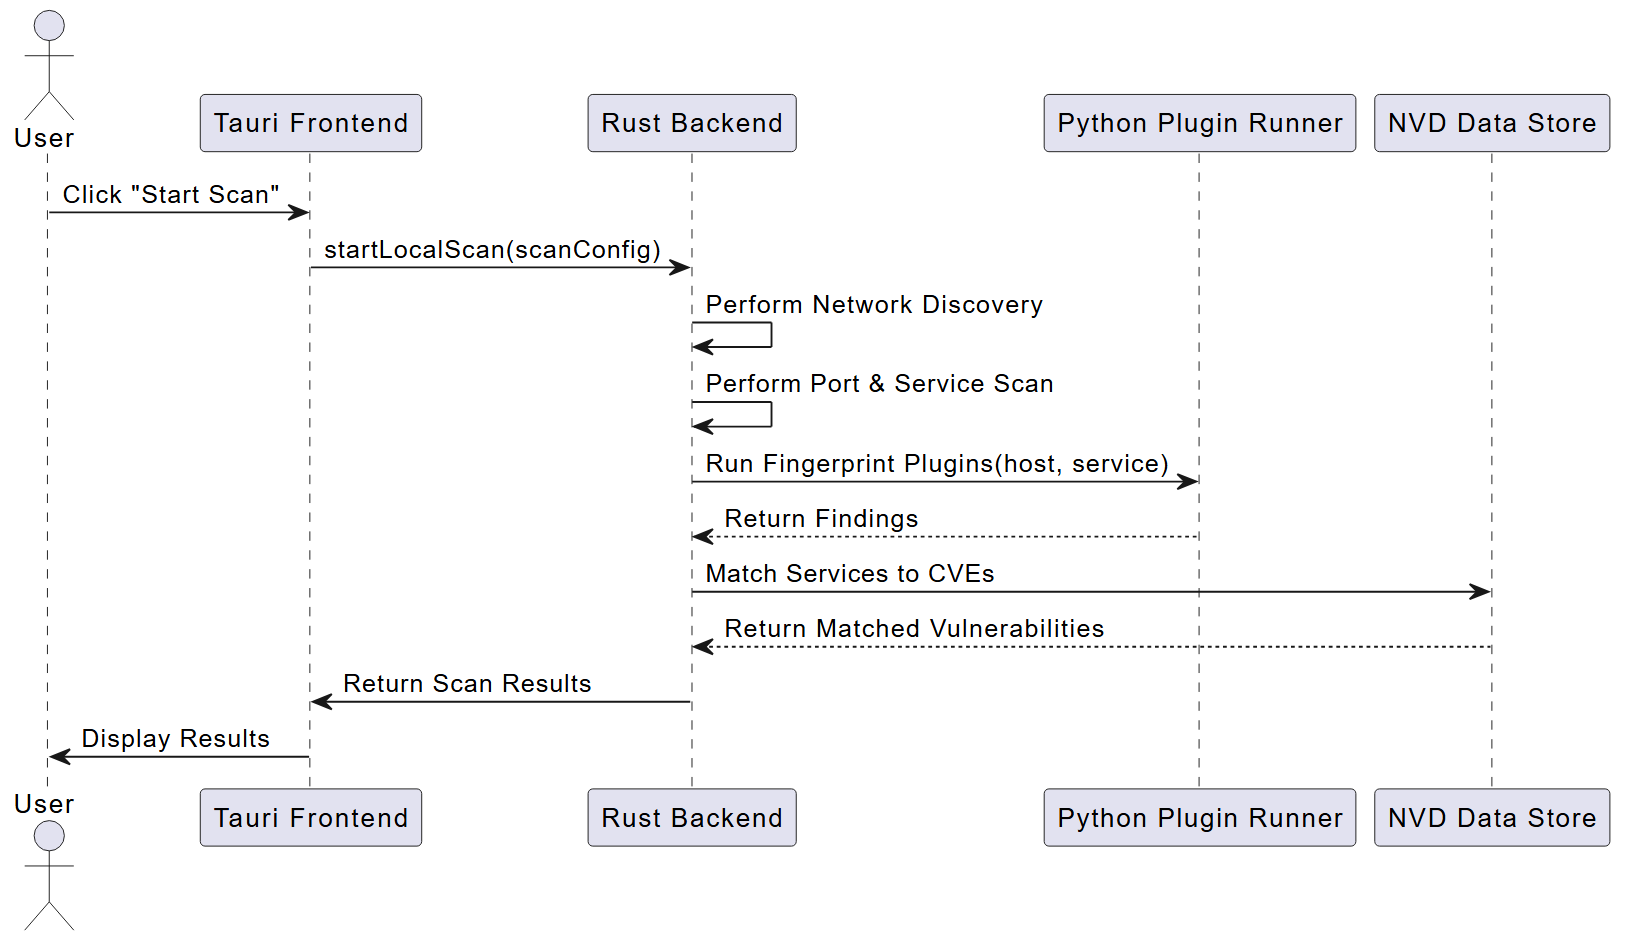 User
Tauri Frontend
Rust Backend
Python Plugin Runner
NVD Data Store
Click "Start Scan"
startLocalScan(scanConfig)
Perform Network Discovery
Perform Port & Service Scan
Run Fingerprint Plugins(host, service)
Return Findings
Match Services to CVEs
Return Matched Vulnerabilities
Return Scan Results
Display Results
User
Tauri Frontend
Rust Backend
Python Plugin Runner
NVD Data Store